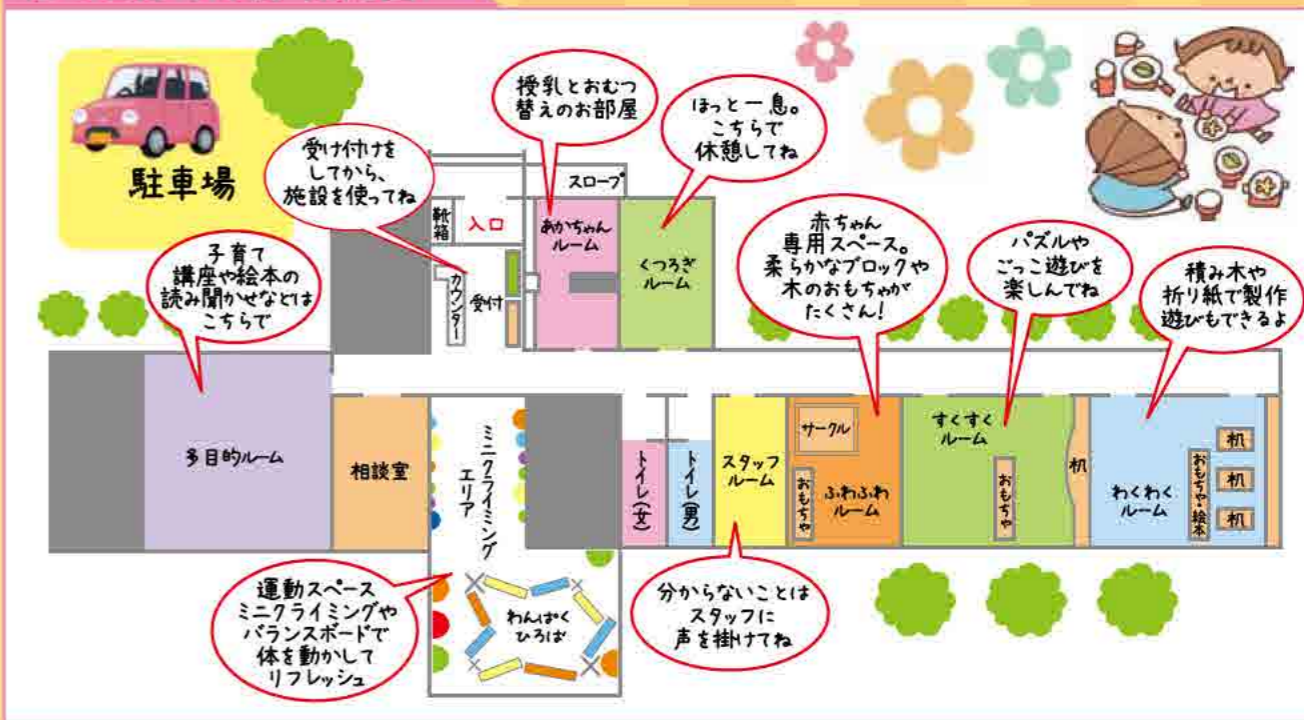 駐車場
受け付けを
してから、
施設を使ってね
授乳とおむつ
替えのお部屋
ほっと一息。
こちらで
休憩してね
子育て
講座や絵本の
読み聞かせなどは
こちらで
赤ちゃん
専用スペース。
柔らかなブロックや
木のおもちゃが
たくさん!
パズルや
ごっこ遊びを
楽しんでね
積み木や
折り紙で製作
遊びもできるよ
スロープ
靴箱
入口
カウンター
受付
あかちゃん
ルーム
くつろぎ
ルーム
多目的ルーム
相談室
ミニクライミング
エリア
トイレ(女)
トイレ(男)
スタッフ
ルーム
サークル
おもちゃ
ふわふわ
ルーム
すくすく
ルーム
おもちゃ
机
わくわく
ルーム
おもちゃ・絵本
机
机
机
わんぱく
ひろば
運動スペース
ミニクライミングや
バランスボードで
体を動かして
リフレッシュ
分からないことは
スタッフに
声を掛けてね